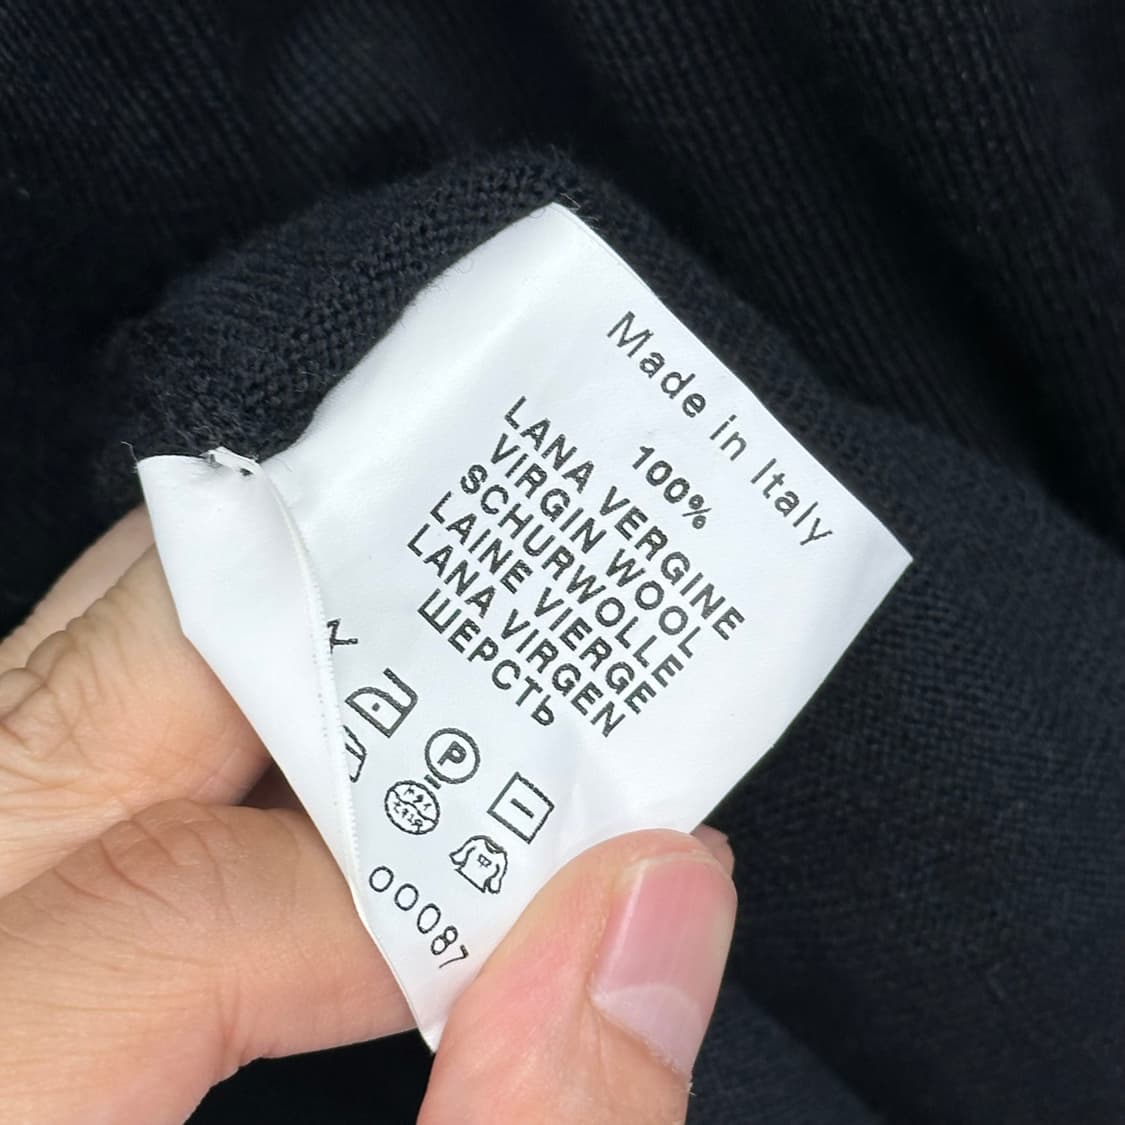 Made in Italy
100%
LANA VERGINE
VIRGIN WOOL
SCHURWOLLE
LAINE VIERGE
LANA VIRGEN
ШЕРСТЬ
P
00087